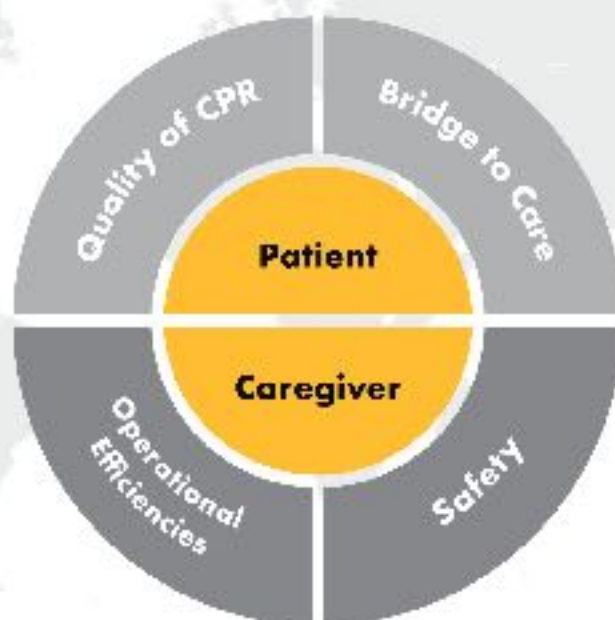 Quality of CPR
Bridge to Care
Patient
Caregiver
Operational
Efficiencies
Safety